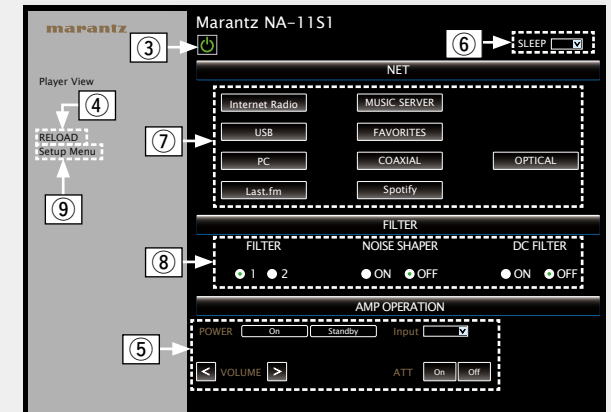 marantz
Marantz NA-11S1
③
⑥
SLEEP
NET
Player View
④
Internet Radio
MUSIC SERVER
⑦
RELOAD
USB
FAVORITES
Setup Menu
PC
COAXIAL
OPTICAL
Last.fm
Spotify
⑨
FILTER
FILTER
NOISE SHAPER
DC FILTER
⑧
1 2
ON OFF
ON OFF
AMP OPERATION
POWER
On
Standby
Input
⑤
< VOLUME >
ATT
On
Off